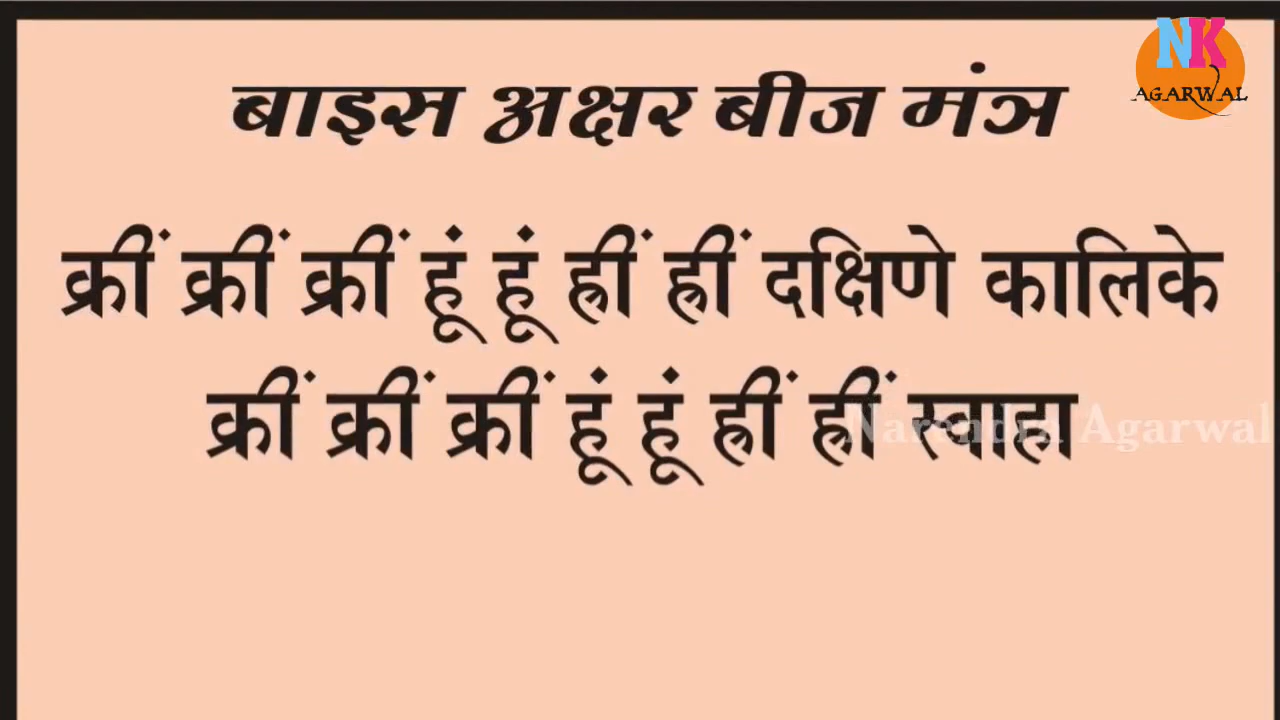 NK
AGARWAL
बाइस अक्षर बीज मंत्र
क्रीं क्रीं क्रीं हूं हूं ह्रीं ह्रीं दक्षिणे कालिके
क्रीं क्रीं क्रीं हूं हूं ह्रीं ह्रीं स्वाहा
Narendra Agarwal